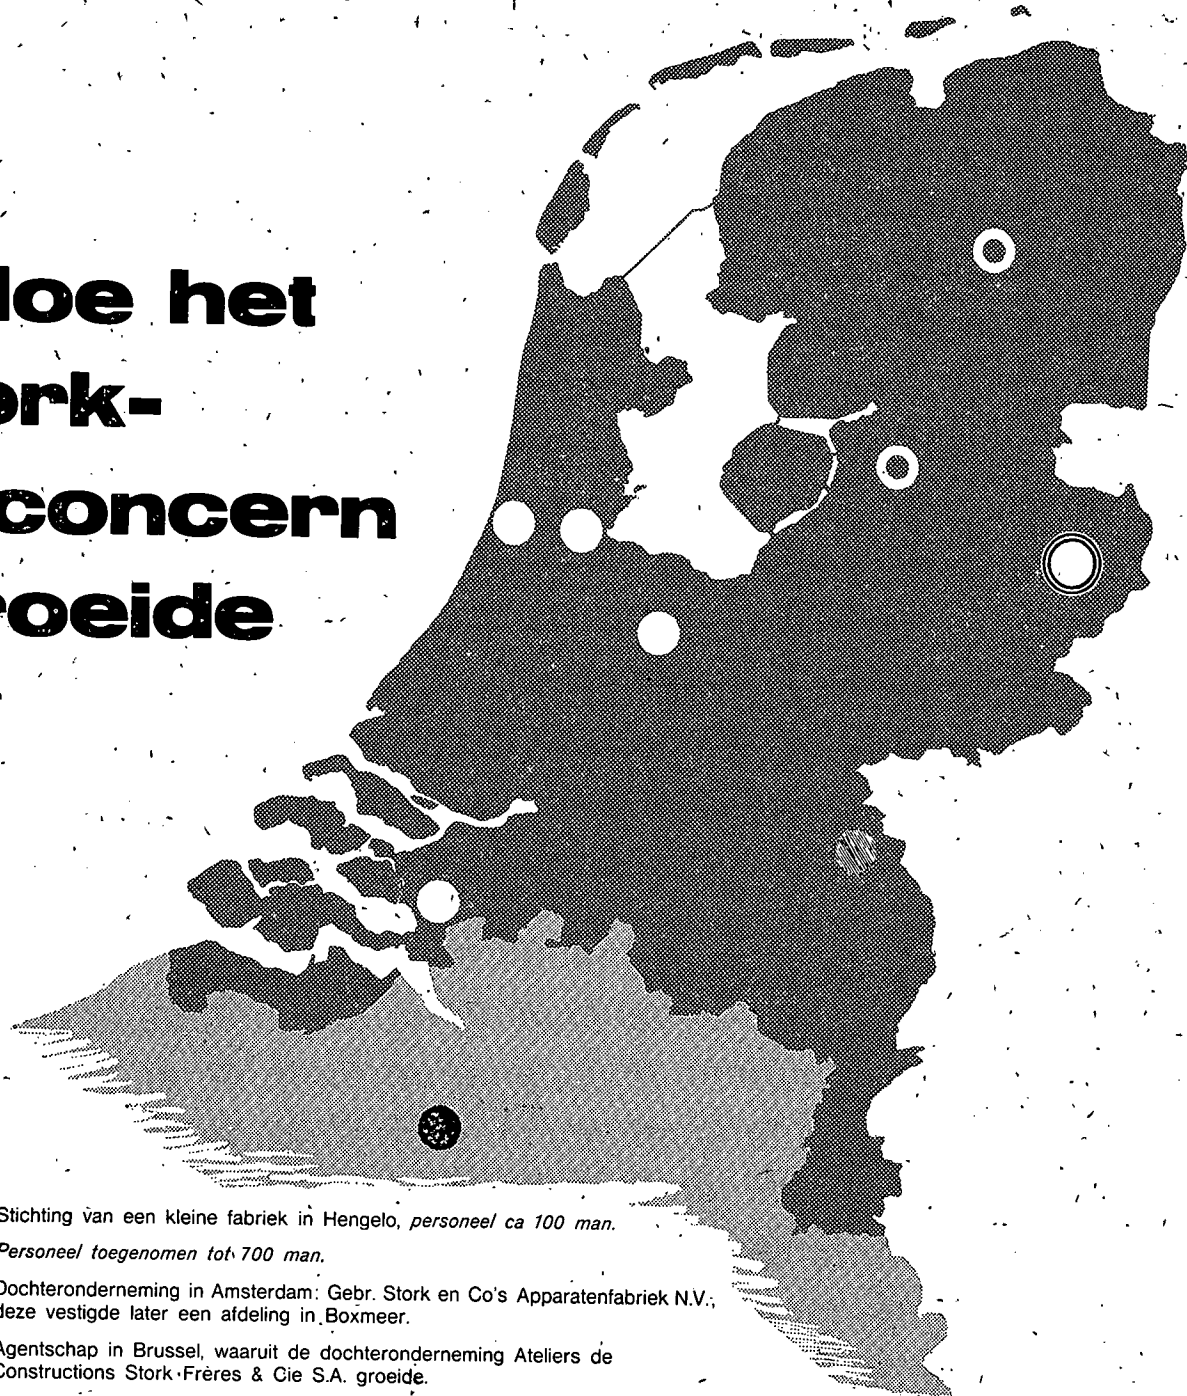 loe het
ork-
concern
roeide
Stichting van een kleine fabriek in Hengelo, personeel ca 100 man.
Personeel toegenomen tot 700 man.
Dochteronderneming in Amsterdam: Gebr. Stork en Co's Apparatenfabriek N.V.;
deze vestigde later een afdeling in Boxmeer.
Agentschap in Brussel, waaruit de dochteronderneming Ateliers de
Constructions Stork Frères & Cie S.A. groeide.